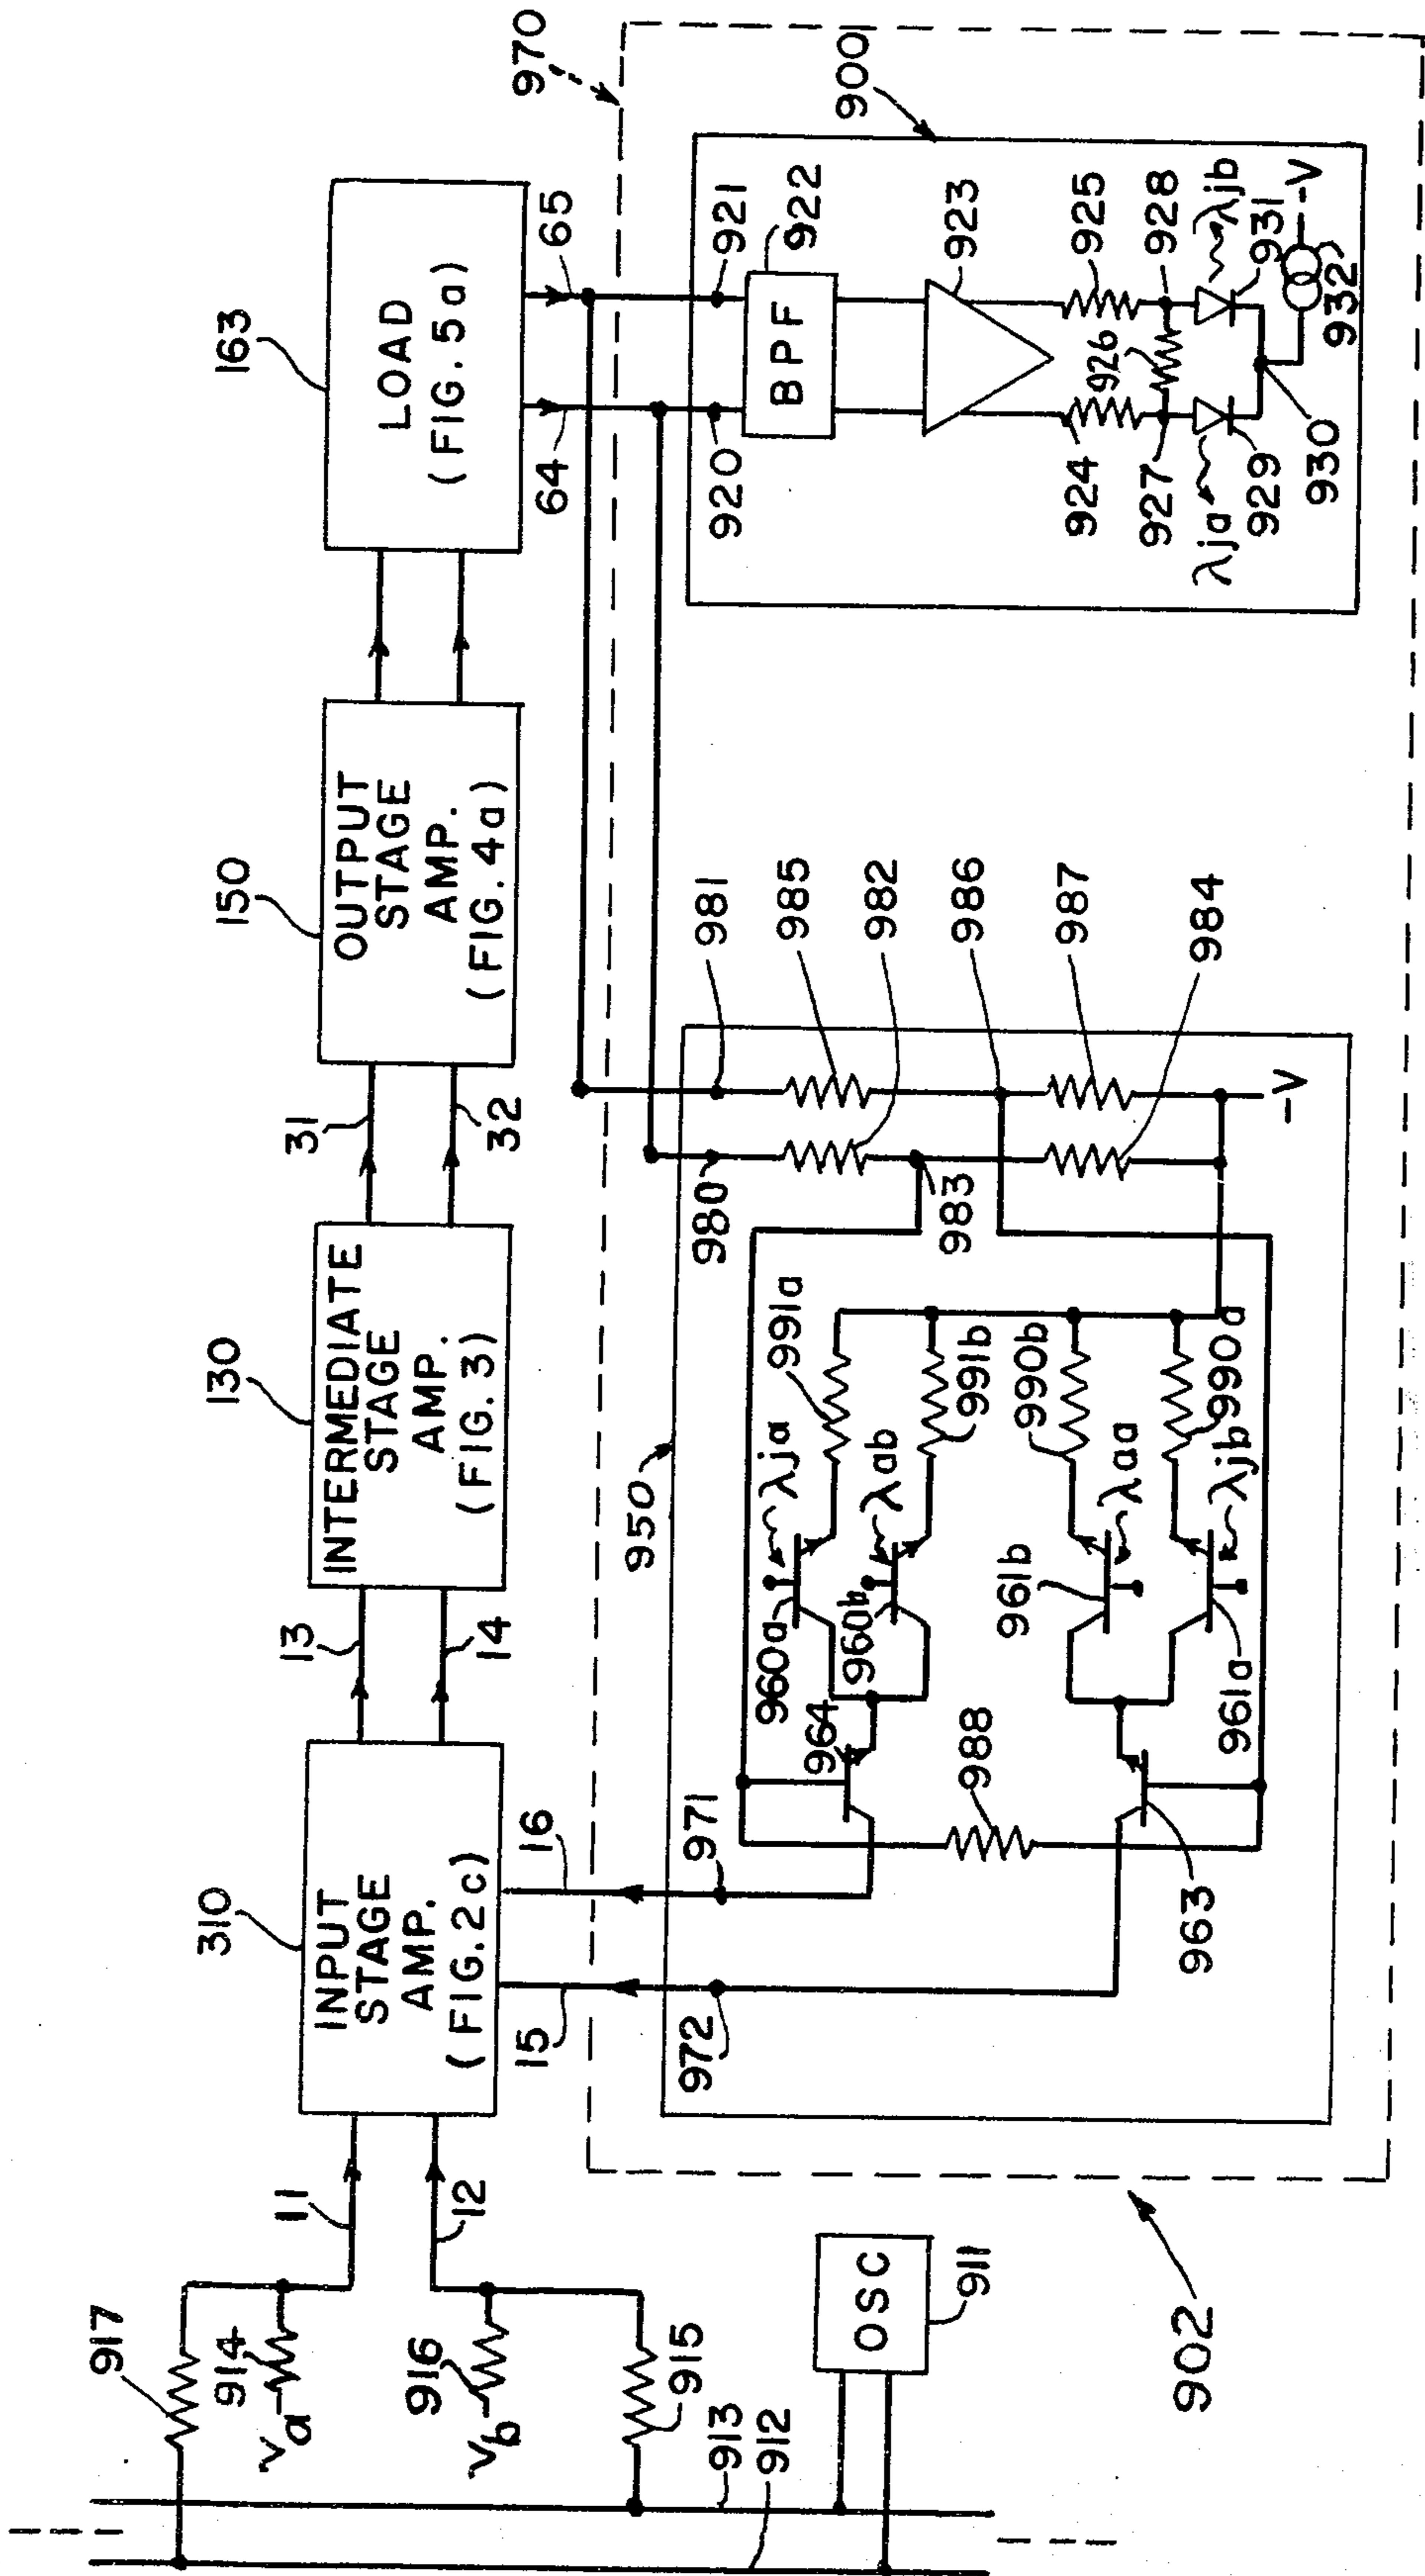 917
914
va
916
vb
915
913
912
OSC
911
902
11
12
310
INPUT
STAGE
AMP.
(FIG.2c)
13
14
15
16
130
INTERMEDIATE
STAGE
AMP.
(FIG.3)
31
32
150
OUTPUT
STAGE
AMP.
(FIG.4a)
163
LOAD
(FIG.5a)
64
65
970
972
971
950
964
960a
λja
960b
λab
991a
991b
988
963
961b
λaa
961a
λjb
990b
990a
980
981
983
985
982
986
987
984
-V
900
920
921
BPF
922
923
924
925
926
927
928
λja
929
λjb
931
930
932
-V